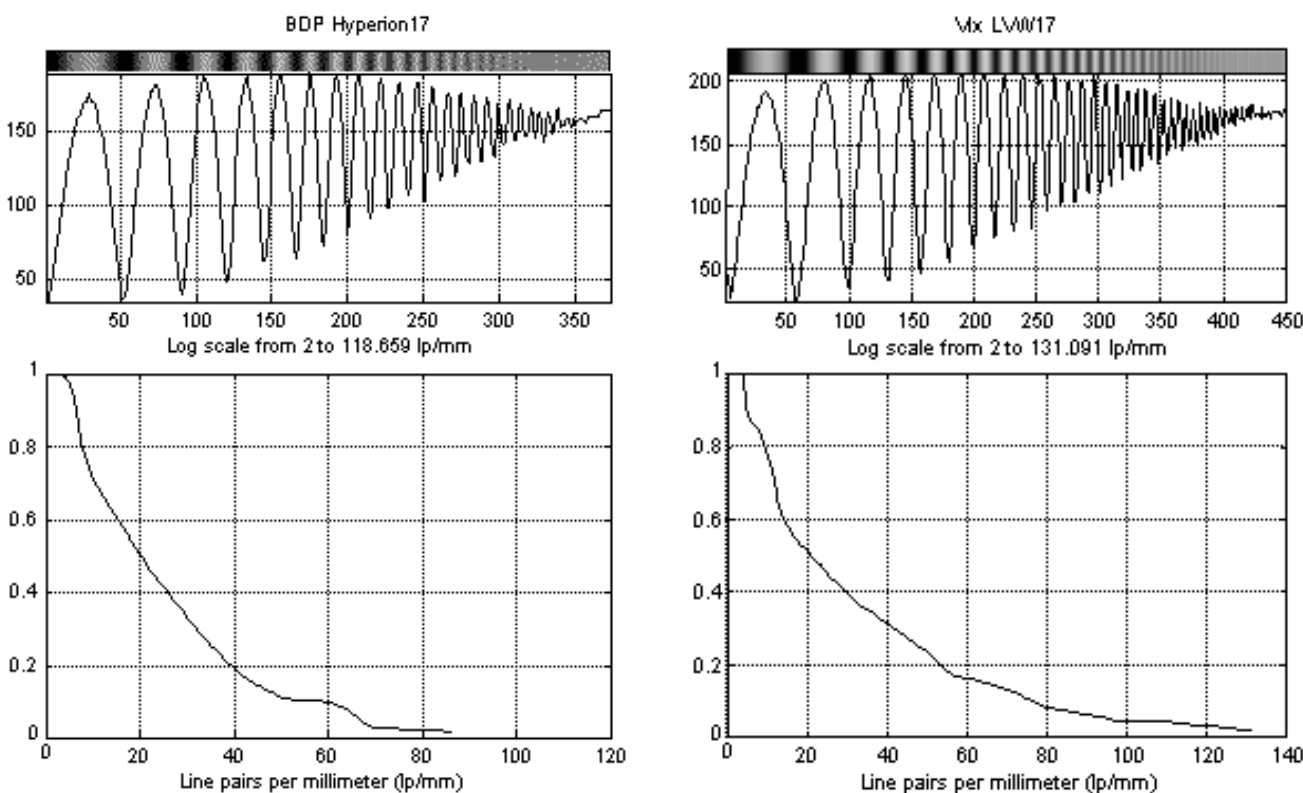 BDP Hyperion17
150
100
50
50 100 150 200 250 300 350
Log scale from 2 to 118.659 lp/mm
1
0.8
0.6
0.4
0.2
0
0 20 40 60 80 100 120
Line pairs per millimeter (lp/mm)
Vix LVW17
200
150
100
50
50 100 150 200 250 300 350 400 450
Log scale from 2 to 131.091 lp/mm
1
0.8
0.6
0.4
0.2
0
0 20 40 60 80 100 120 140
Line pairs per millimeter (lp/mm)